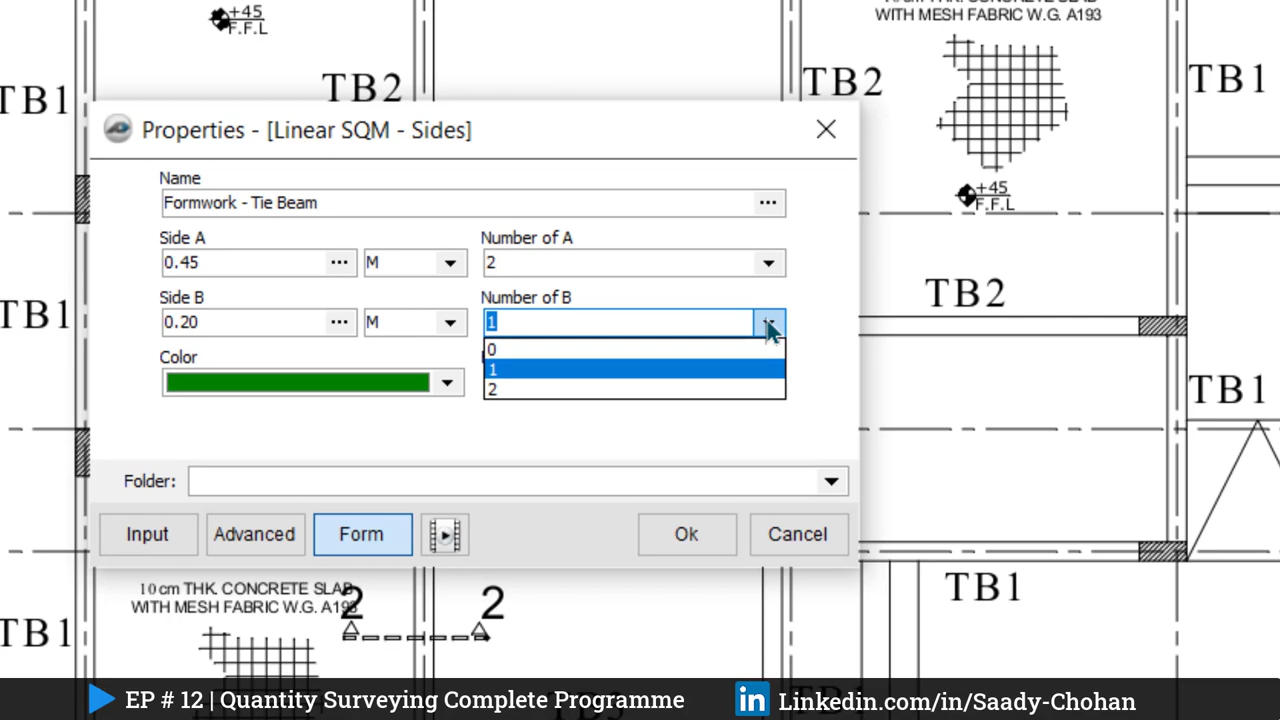 +45
F.F.L
WITH MESH FABRIC W.G. A193
TB1
TB2
TB2
TB1
Properties - [Linear SQM - Sides]
Name
Formwork - Tie Beam
Side A
Number of A
0.45
M
2
+45
F.F.L
Side B
Number of B
0.20
M
1
TB2
TB1
0
1
2
Color
TB1
Folder:
Input
Advanced
Form
Ok
Cancel
10 cm THK. CONCRETE SLAB
WITH MESH FABRIC W.G. A193
2
2
TB1
TB1
EP # 12 | Quantity Surveying Complete Programme
Linkedin.com/in/Saady-Chohan